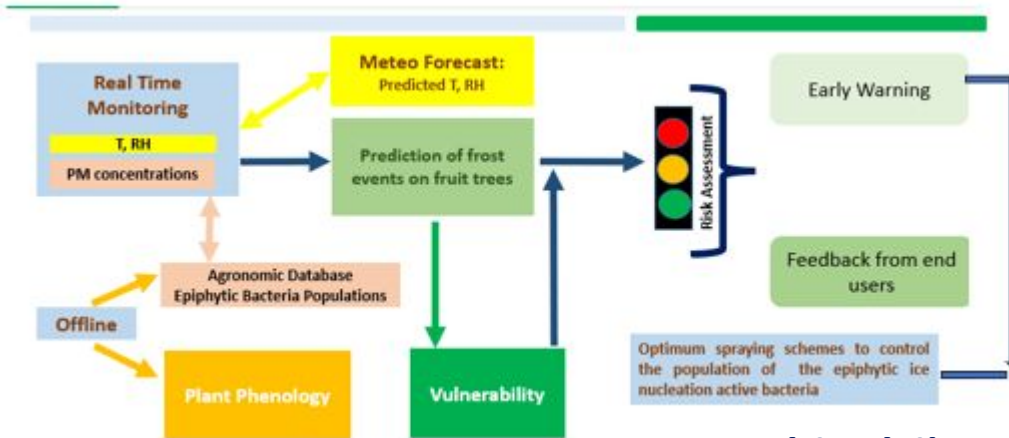 Real Time
Monitoring
T, RH
PM concentrations
Meteo Forecast:
Predicted T, RH
Prediction of frost
events on fruit trees
Agronomic Database
Epiphytic Bacteria Populations
Offline
Plant Phenology
Vulnerability
Risk Assessment
Early Warning
Feedback from end
users
Optimum spraying schemes to control
the population of the epiphytic ice
nucleation active bacteria